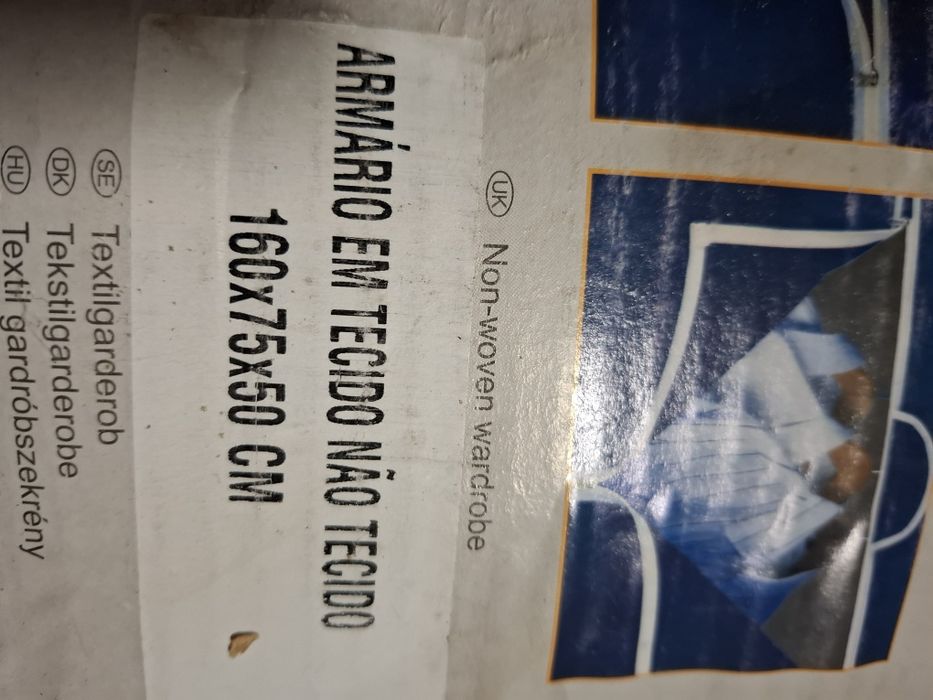 UK Non-woven wardrobe
ARMÁRIO EM TECIDO NÃO TECIDO
160x75x50 CM
SE Textilgarderob
DK Tekstilgarderobe
HU Textil gardróbszekrény